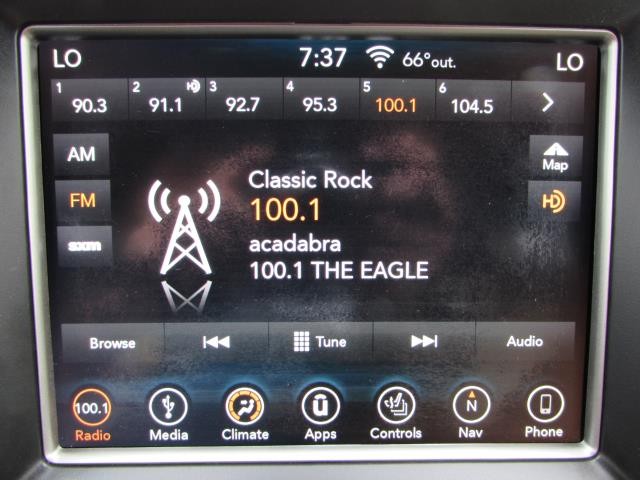 LO 7:37 66° out. LO
1 90.3 2 91.1 HD 3 92.7 4 95.3 5 100.1 6 104.5
AM
Map
Classic Rock
FM
100.1
HD
acadabra
sxm
100.1 THE EAGLE
Browse Tune Audio
100.1 N
Radio Media Climate Apps Controls Nav Phone